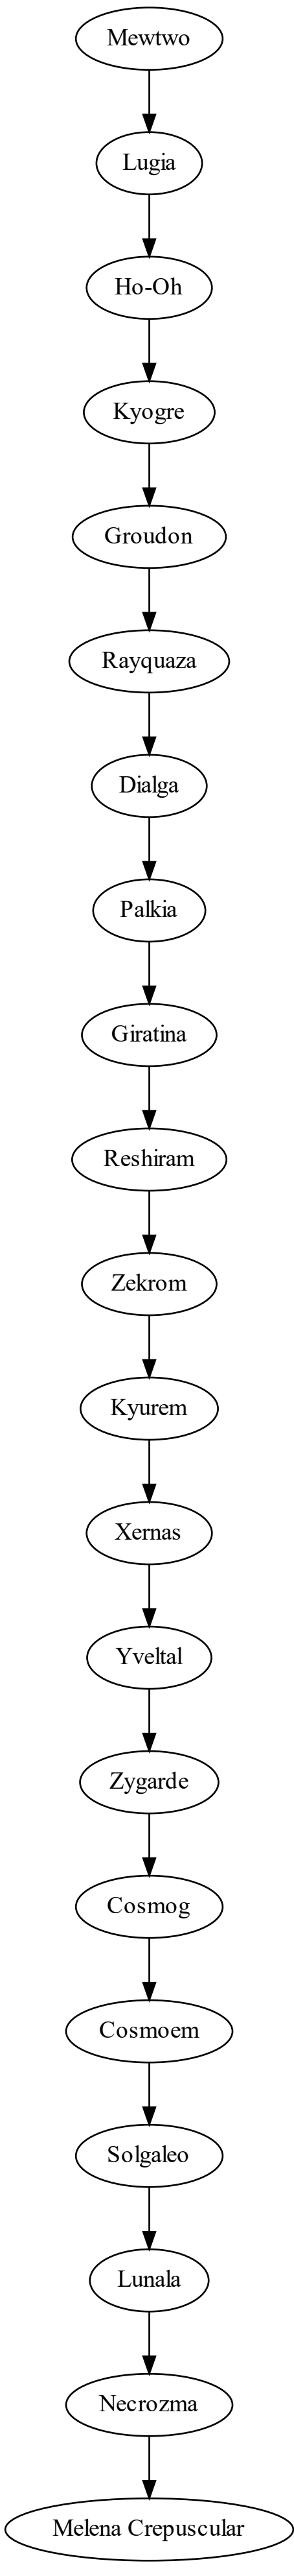 Mewtwo
Lugia
Ho-Oh
Kyogre
Groudon
Rayquaza
Dialga
Palkia
Giratina
Reshiram
Zekrom
Kyurem
Xernas
Yveltal
Zygarde
Cosmog
Cosmoem
Solgaleo
Lunala
Necrozma
Melena Crepuscular